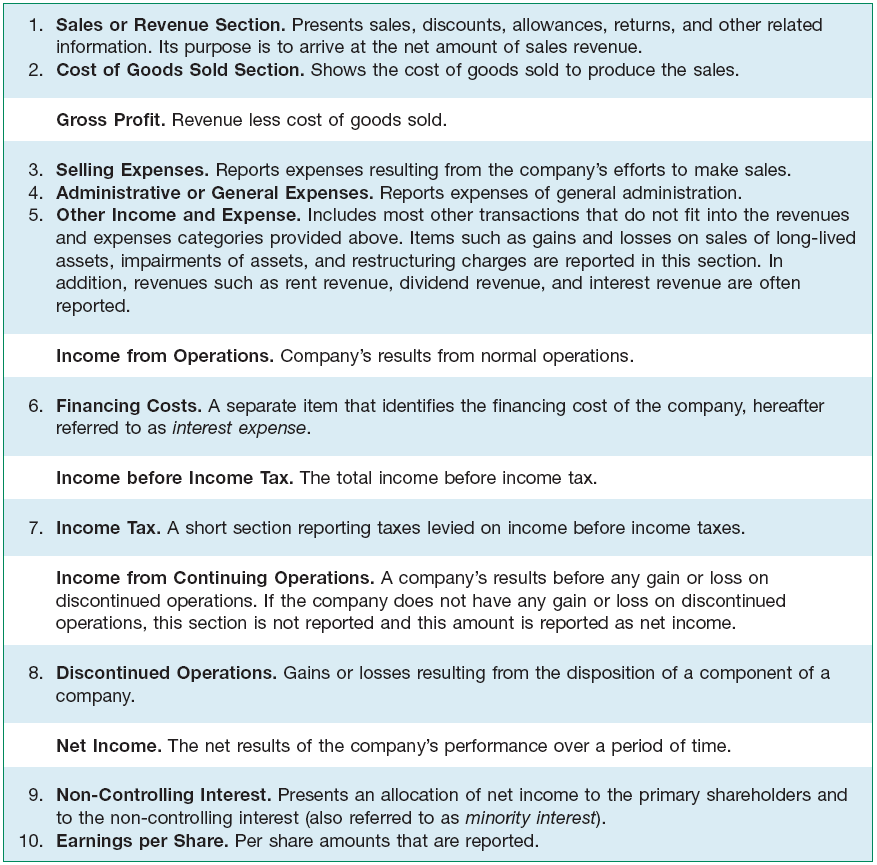 1. Sales or Revenue Section. Presents sales, discounts, allowances, returns, and other related
information. Its purpose is to arrive at the net amount of sales revenue.
2. Cost of Goods Sold Section. Shows the cost of goods sold to produce the sales.
Gross Profit. Revenue less cost of goods sold.
3. Selling Expenses. Reports expenses resulting from the company's efforts to make sales.
4. Administrative or General Expenses. Reports expenses of general administration.
5. Other Income and Expense. Includes most other transactions that do not fit into the revenues
and expenses categories provided above. Items such as gains and losses on sales of long-lived
assets, impairments of assets, and restructuring charges are reported in this section. In
addition, revenues such as rent revenue, dividend revenue, and interest revenue are often
reported.
Income from Operations. Company's results from normal operations.
6. Financing Costs. A separate item that identifies the financing cost of the company, hereafter
referred to as interest expense.
Income before Income Tax. The total income before income tax.
7. Income Tax. A short section reporting taxes levied on income before income taxes.
Income from Continuing Operations. A company's results before any gain or loss on
discontinued operations. If the company does not have any gain or loss on discontinued
operations, this section is not reported and this amount is reported as net income.
8. Discontinued Operations. Gains or losses resulting from the disposition of a component of a
company.
Net Income. The net results of the company's performance over a period of time.
9. Non-Controlling Interest. Presents an allocation of net income to the primary shareholders and
to the non-controlling interest (also referred to as minority interest).
10. Earnings per Share. Per share amounts that are reported.